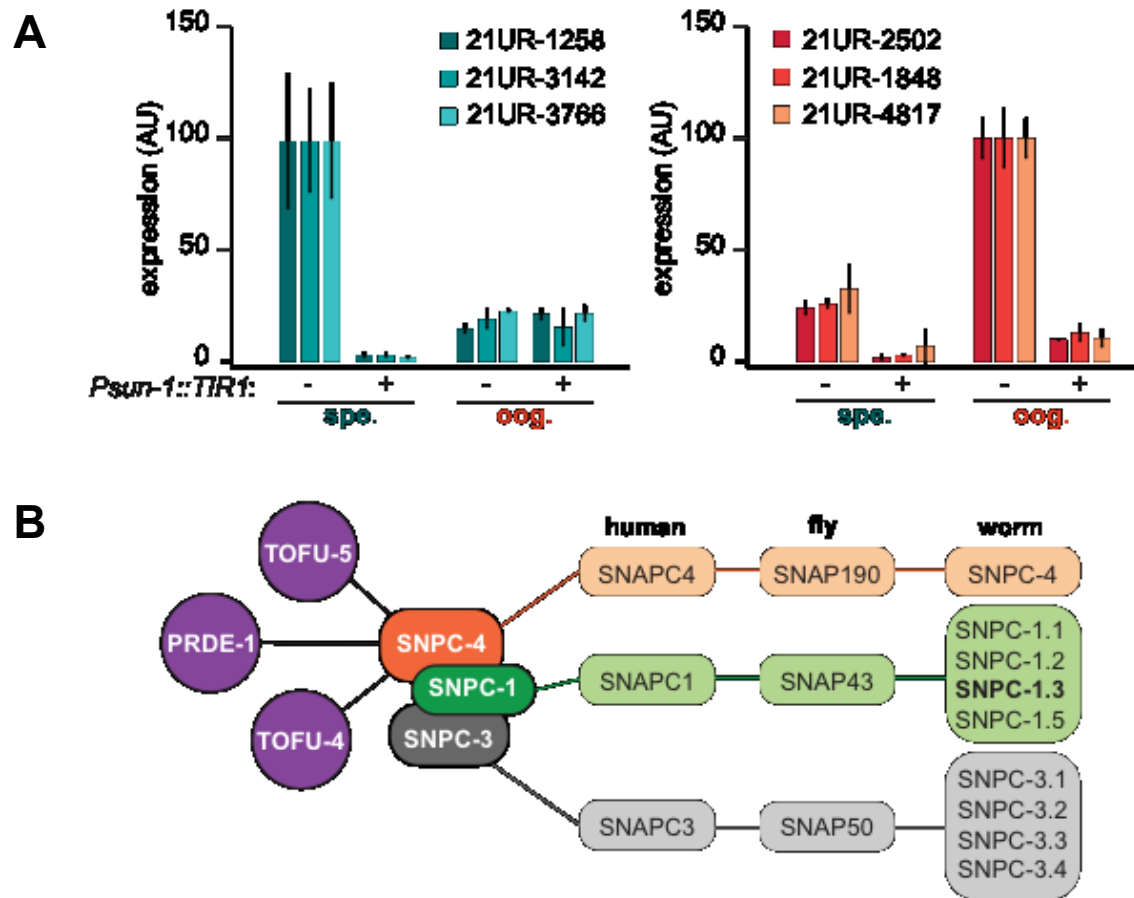 A
expression (AU)
150
100
50
0
21UR-1258
21UR-3142
21UR-3766
Psun-1::TIR1:
- + - +
spe. oog.
expression (AU)
150
100
50
0
21UR-2502
21UR-1848
21UR-4817
- + - +
spe. oog.
B
TOFU-5
PRDE-1
TOFU-4
SNPC-4
SNPC-1
SNPC-3
human fly worm
SNAPC4 SNAP190 SNPC-4
SNAPC1 SNAP43
SNPC-1.1
SNPC-1.2
SNPC-1.3
SNPC-1.5
SNAPC3 SNAP50
SNPC-3.1
SNPC-3.2
SNPC-3.3
SNPC-3.4